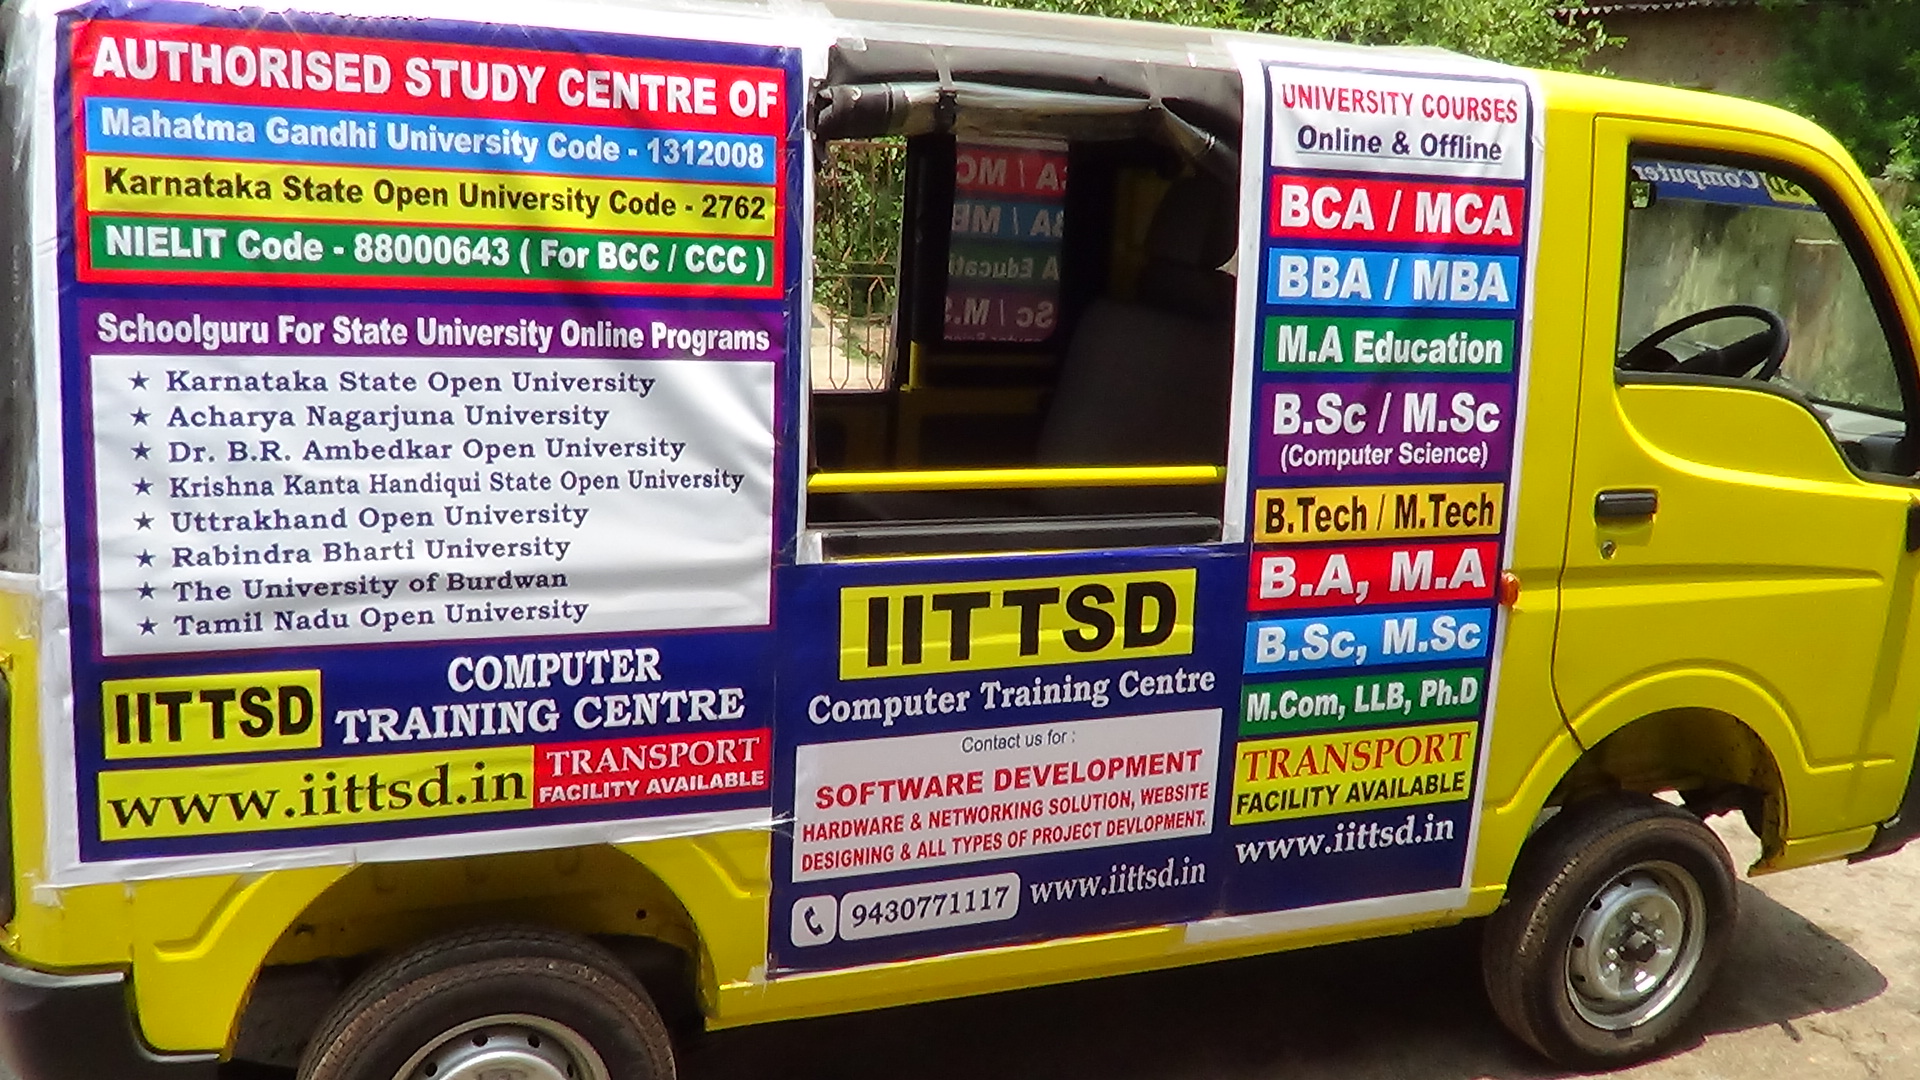 AUTHORISED STUDY CENTRE OF
Mahatma Gandhi University Code - 1312008
Karnataka State Open University Code - 2762
NIELIT Code - 88000643 ( For BCC / CCC )
Schoolguru For State University Online Programs
★ Karnataka State Open University
★ Acharya Nagarjuna University
★ Dr. B.R. Ambedkar Open University
★ Krishna Kanta Handiqui State Open University
★ Uttrakhand Open University
★ Rabindra Bharti University
★ The University of Burdwan
★ Tamil Nadu Open University
IITTSD
COMPUTER
TRAINING CENTRE
www.iittsd.in
TRANSPORT
FACILITY AVAILABLE
IITTSD
Computer Training Centre
Contact us for :
SOFTWARE DEVELOPMENT
HARDWARE & NETWORKING SOLUTION, WEBSITE
DESIGNING & ALL TYPES OF PROJECT DEVLOPMENT.
9430771117 www.iittsd.in
UNIVERSITY COURSES
Online & Offline
BCA / MCA
BBA / MBA
M.A Education
B.Sc / M.Sc
(Computer Science)
B.Tech / M.Tech
B.A, M.A
B.Sc, M.Sc
M.Com, LLB, Ph.D
TRANSPORT
FACILITY AVAILABLE
www.iittsd.in
Computer